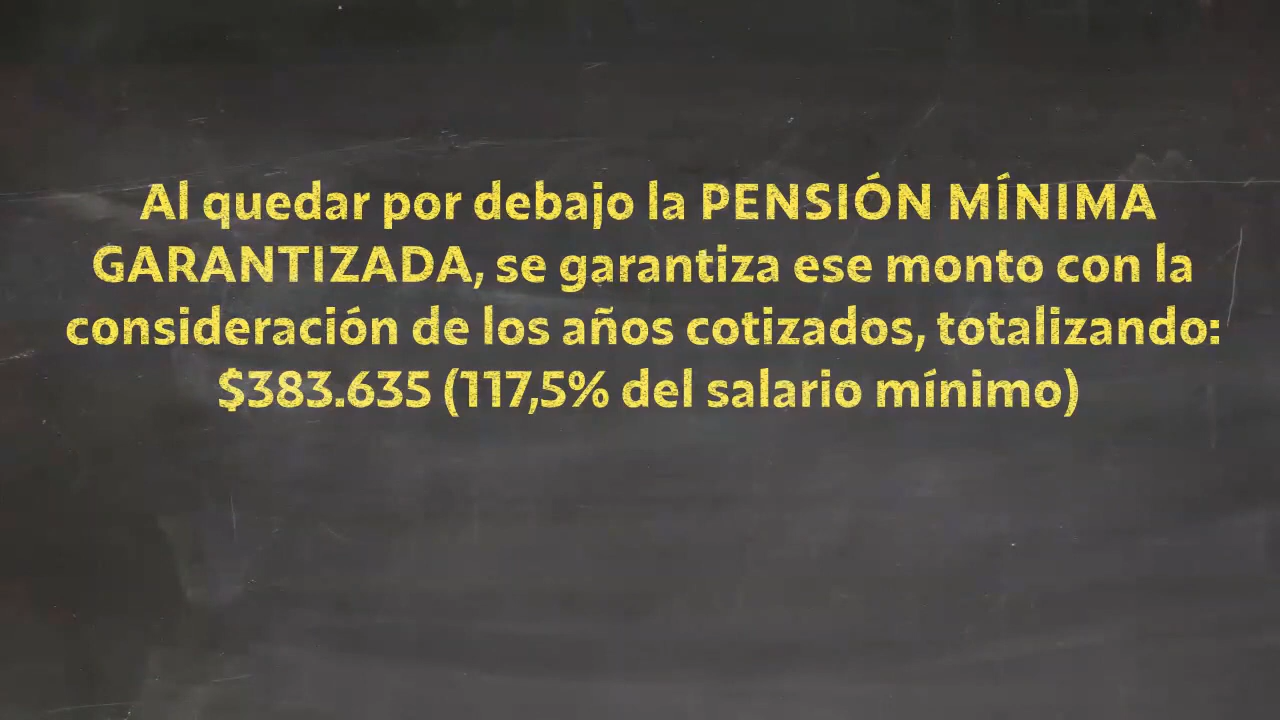 Al quedar por debajo la PENSIÓN MÍNIMA
GARANTIZADA, se garantiza ese monto con la
consideración de los años cotizados, totalizando:
$383.635 (117,5% del salario mínimo)